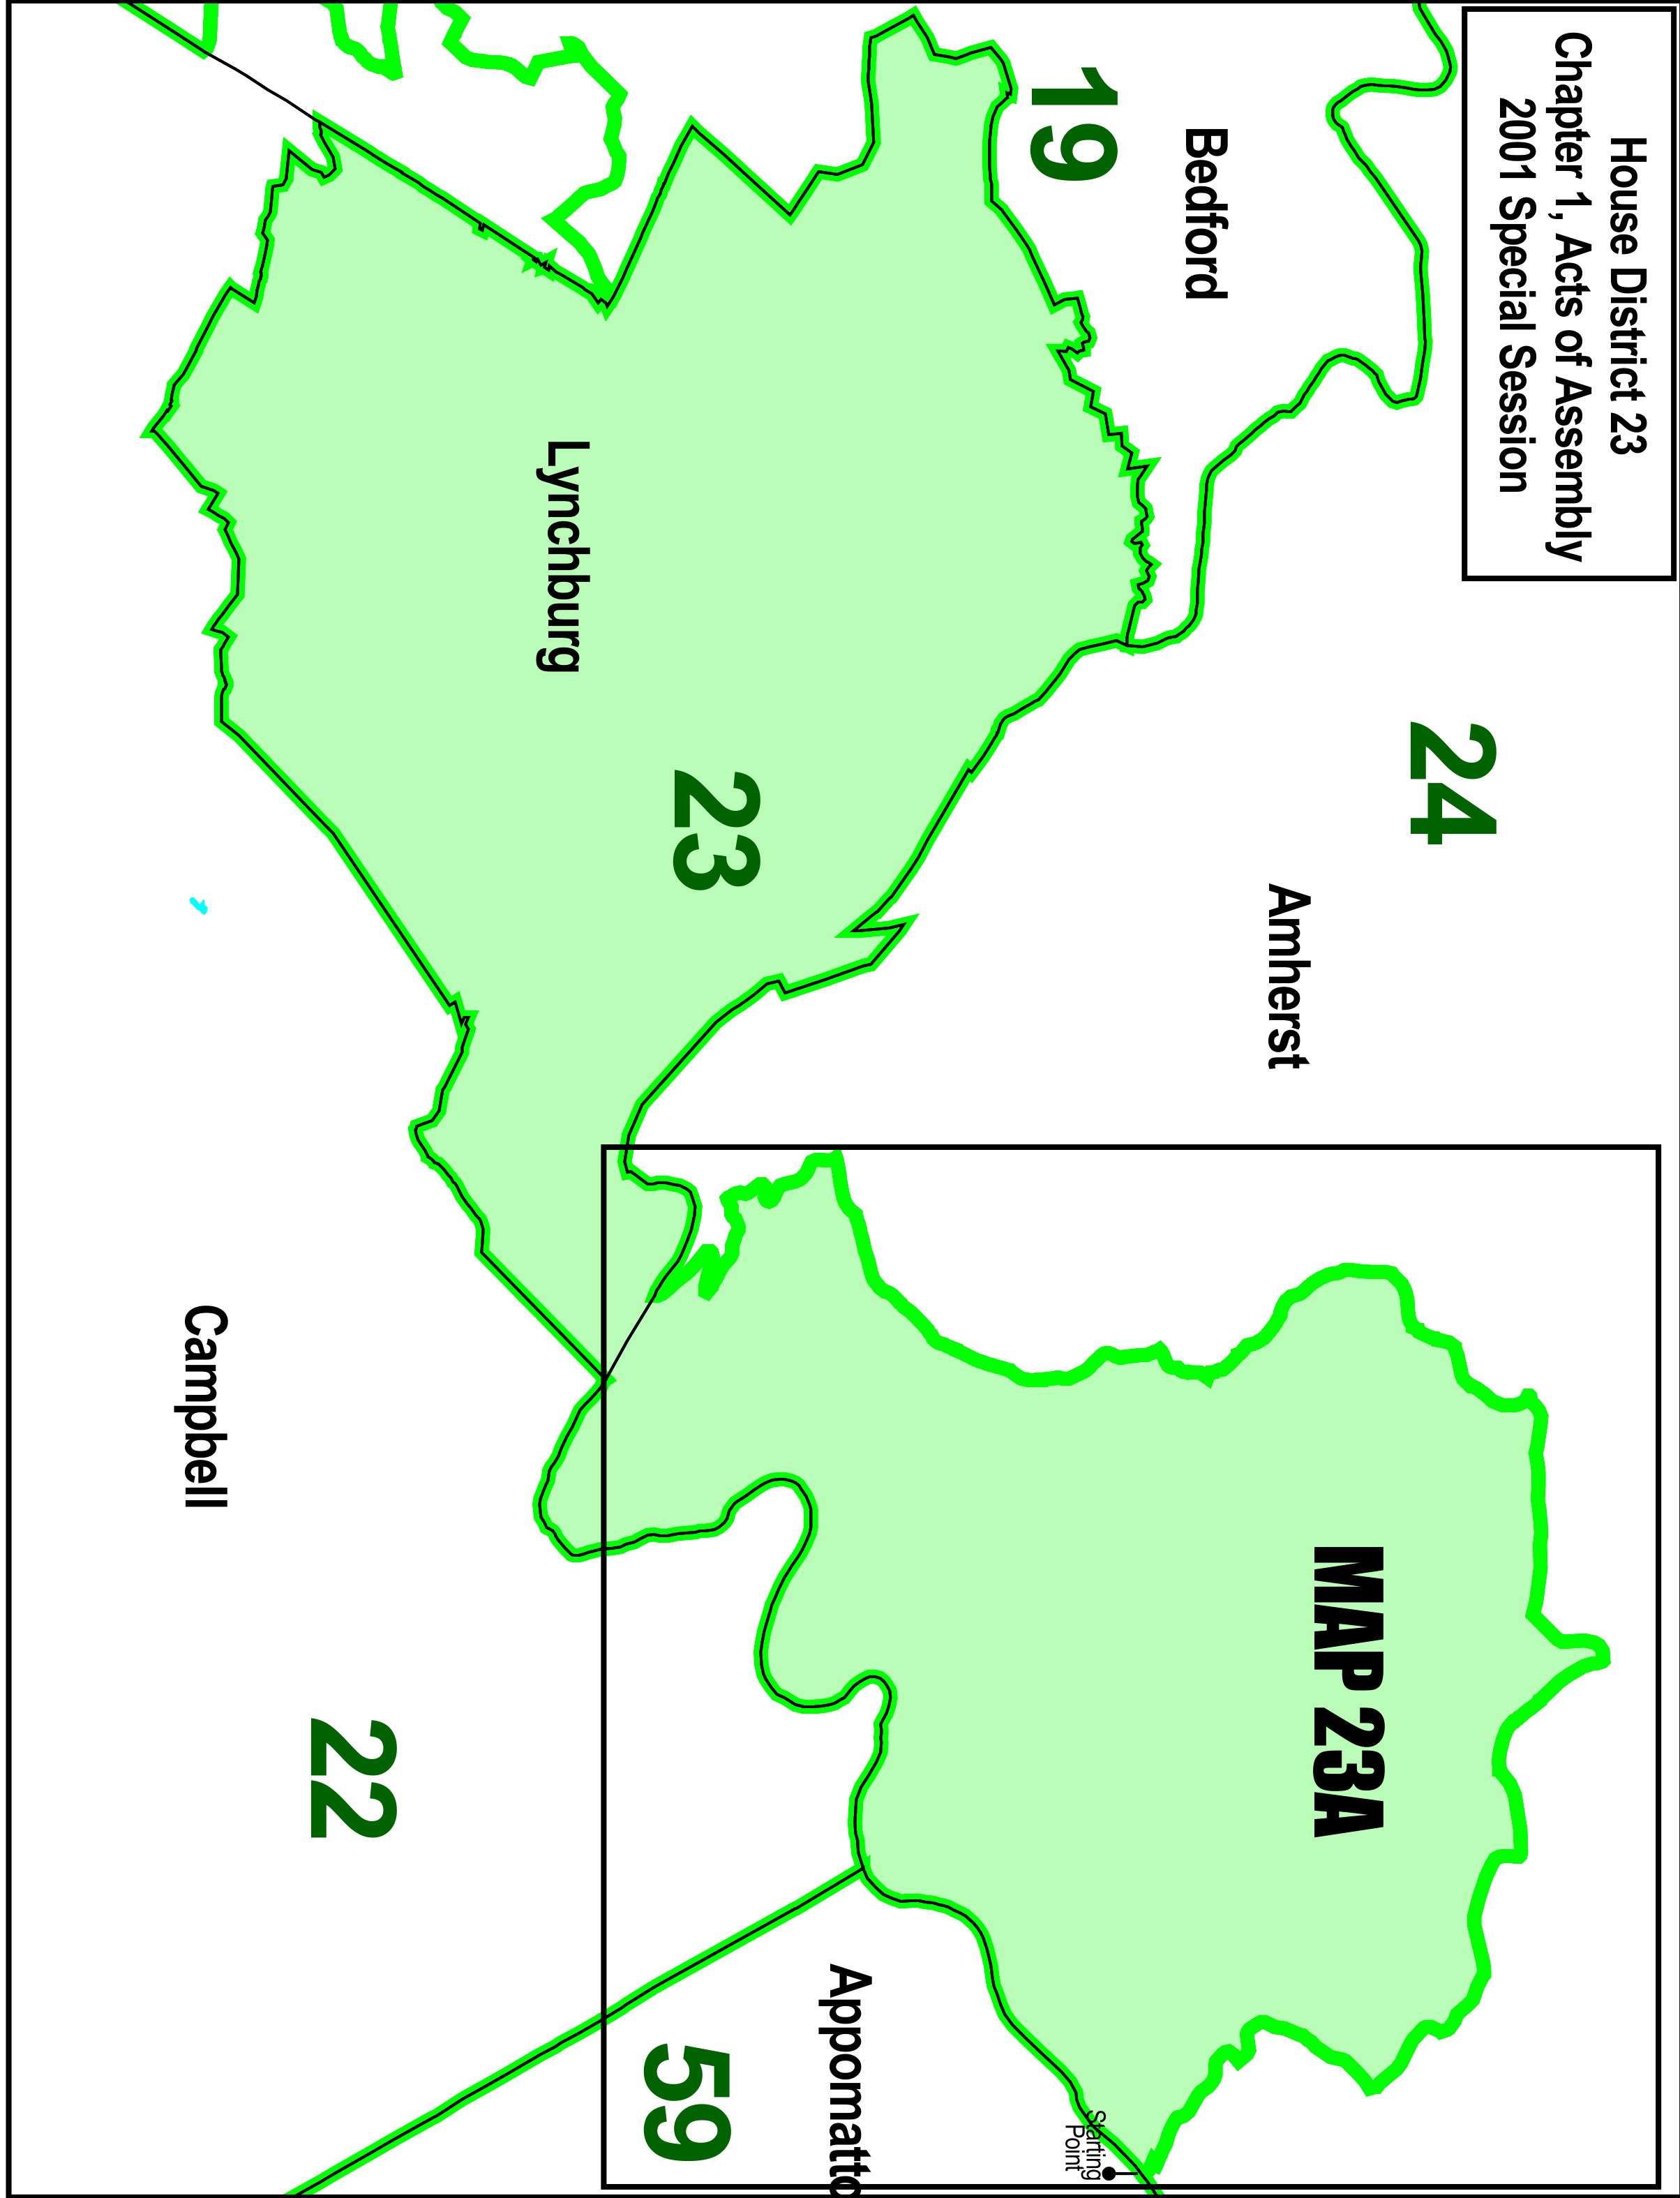 House District 23
Chapter 1, Acts of Assembly
2001 Special Session
24
Bedford
19
Amherst
MAP 23A
23
Lynchburg
Starting
Point
Appomatto
59
22
Campbell